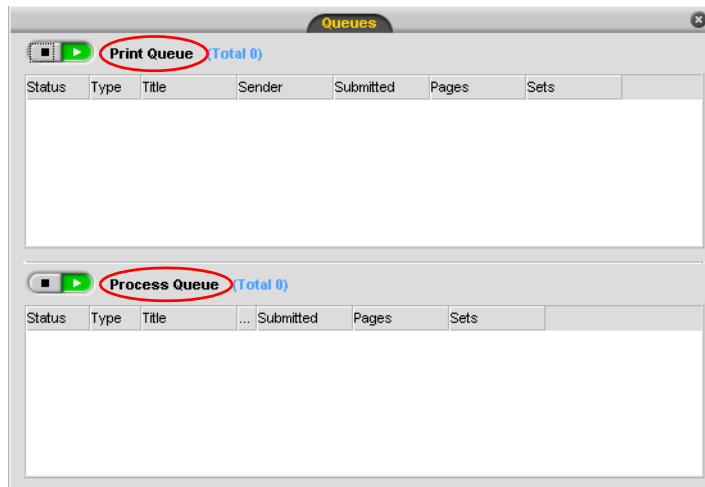 Queues
Print Queue (Total 0)
Status Type Title Sender Submitted Pages Sets
Process Queue (Total 0)
Status Type Title ... Submitted Pages Sets